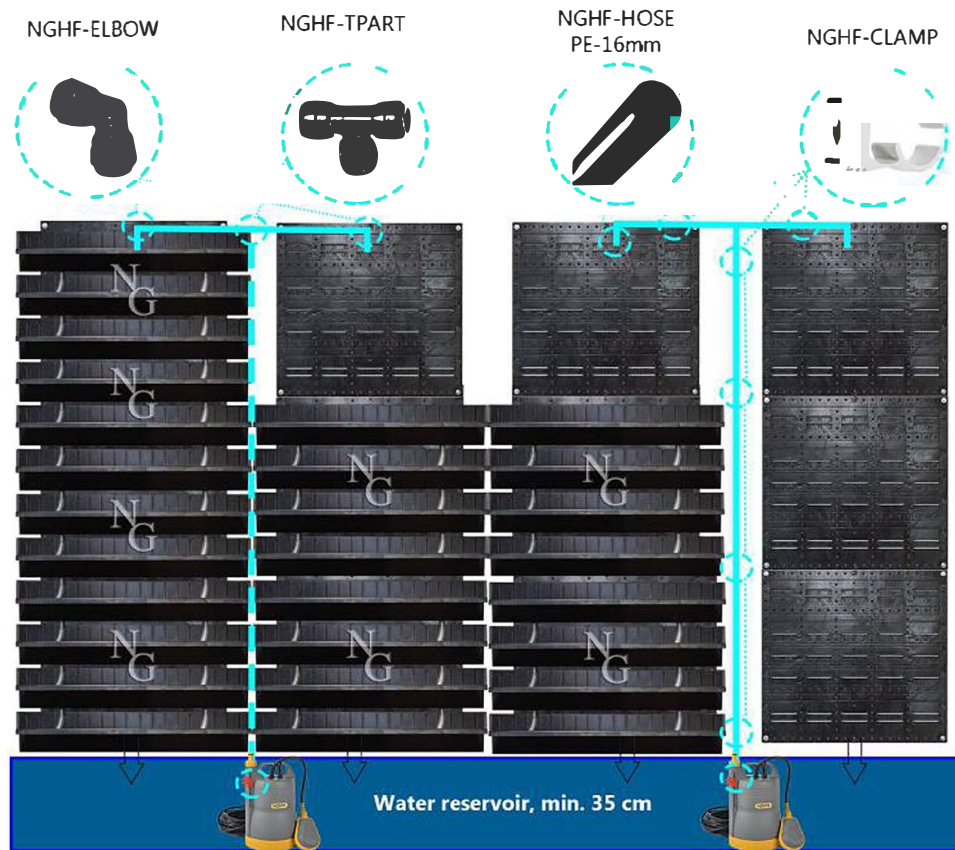 NGHF-ELBOW
NGHF-TPART
NGHF-HOSE
PE-16mm
NGHF-CLAMP
NG
NG
NG
NG
NG
NG
NG
NG
Water reservoir, min. 35 cm